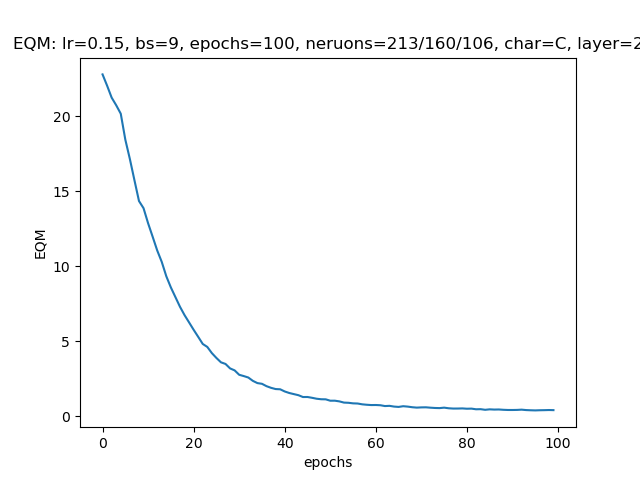 EQM: lr=0.15, bs=9, epochs=100, neruons=213/160/106, char=C, layer=2
EQM
20
15
10
5
0
0 20 40 60 80 100
epochs